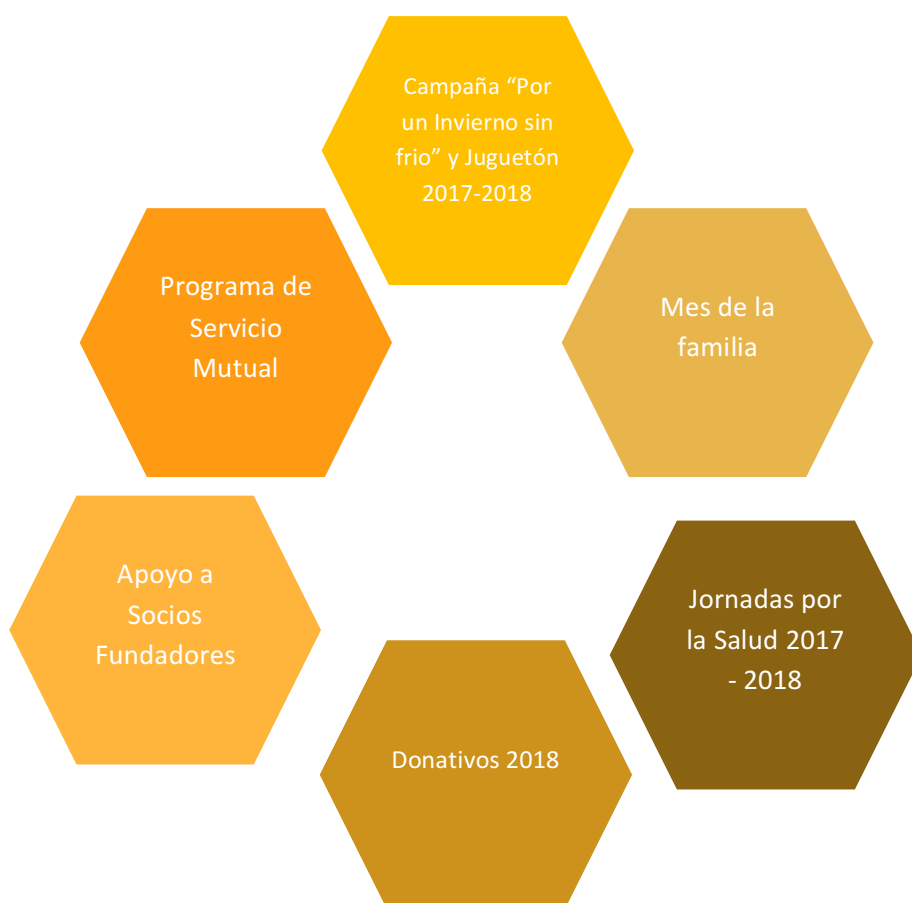 Campaña “Por
un Invierno sin
frio” y Juguetón
2017-2018
Mes de la
familia
Jornadas por
la Salud 2017
- 2018
Donativos 2018
Apoyo a
Socios
Fundadores
Programa de
Servicio
Mutual